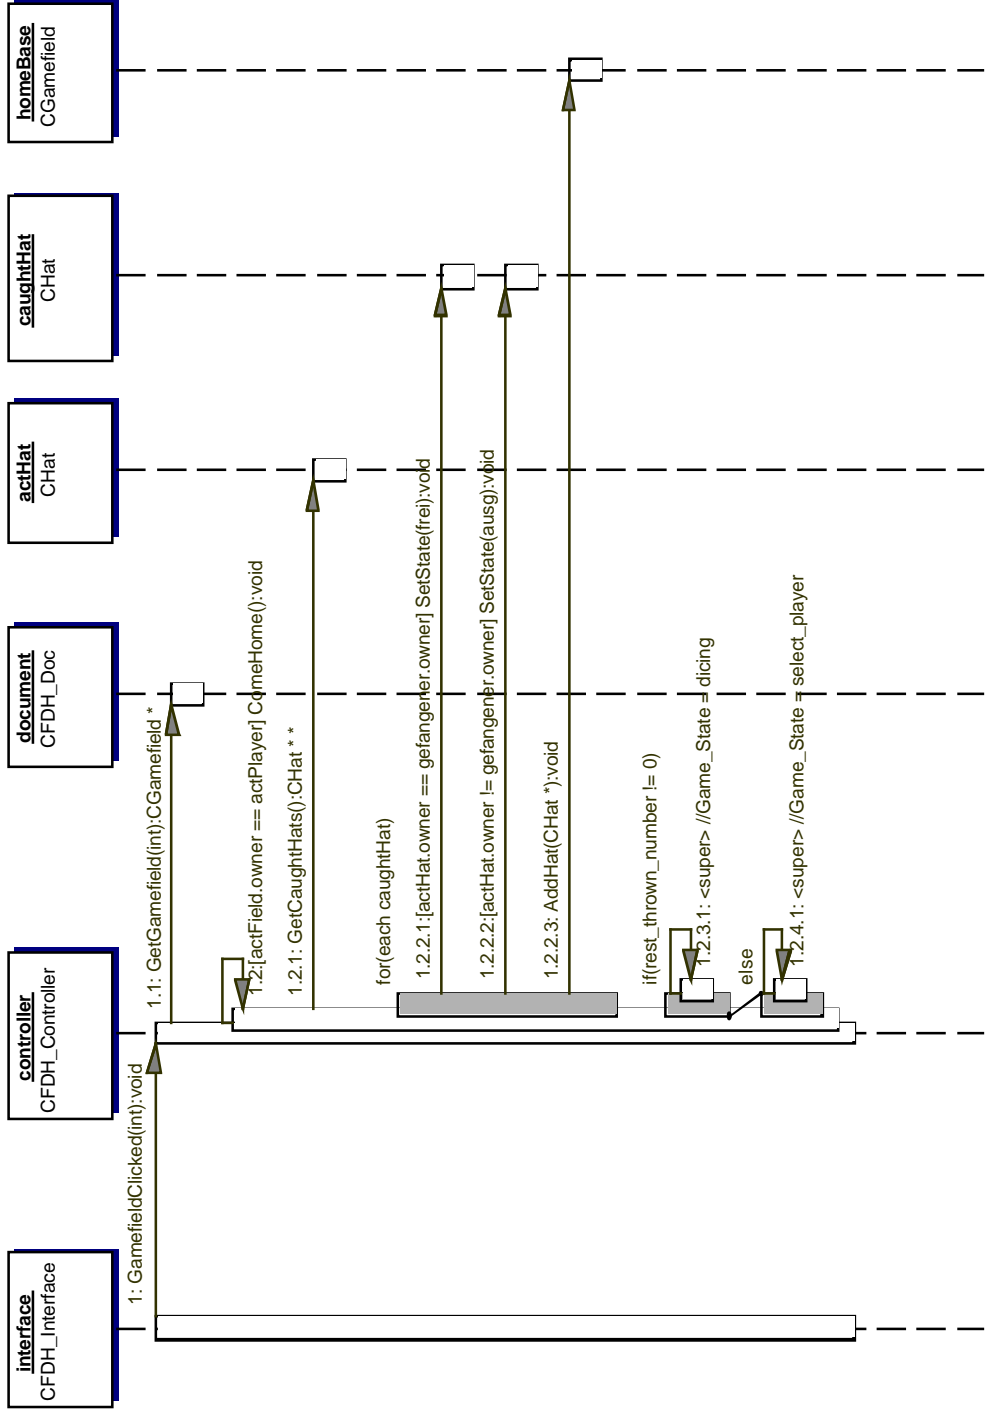 interface
CFDH_Interface
controller
CFDH_Controller
document
CFDH_Doc
actHat
CHat
caughtHat
CHat
homeBase
CGamefield
1: GamefieldClicked(int):void
1.1: GetGamefield(int):CGamefield *
1.2:[actField.owner == actPlayer] ComeHome():void
1.2.1: GetCaughtHats():CHat * *
for(each caughtHat)
1.2.2.1:[actHat.owner == gefangener.owner] SetState(frei):void
1.2.2.2:[actHat.owner != gefangener.owner] SetState(ausg):void
1.2.2.3: AddHat(CHat *):void
if(rest_thrown_number != 0)
1.2.3.1: <super> //Game_State = dicing
else
1.2.4.1: <super> //Game_State = select_player